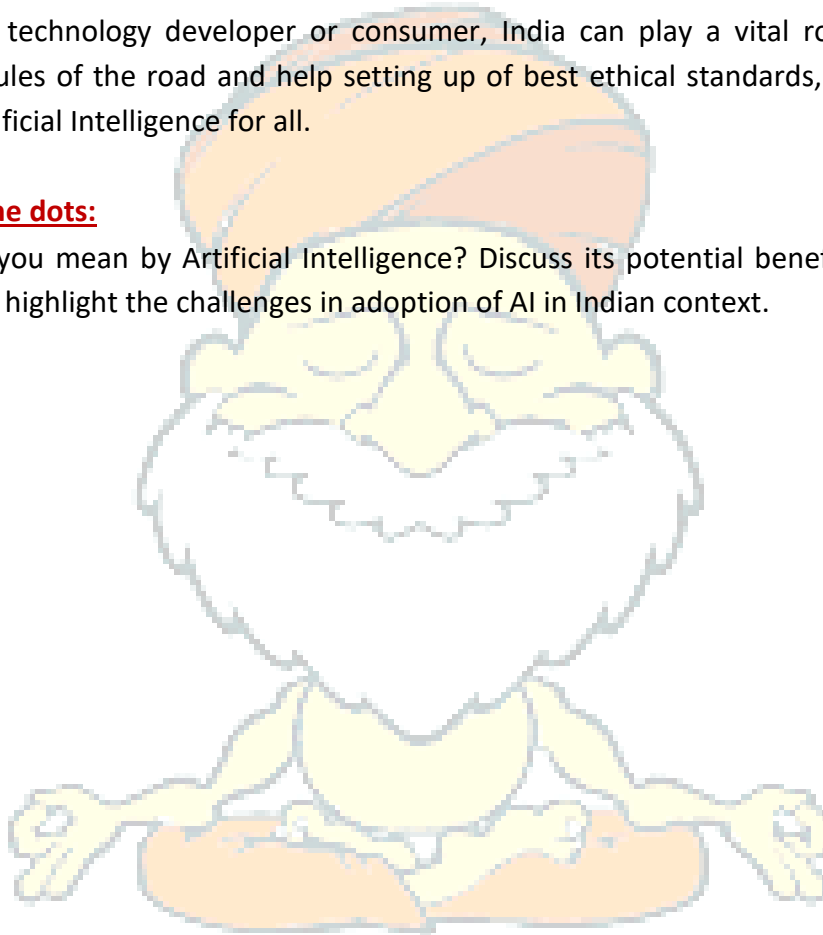 technology developer or consumer, India can play a vital ro
ules of the road and help setting up of best ethical standards,
ificial Intelligence for all.
ne dots:
you mean by Artificial Intelligence? Discuss its potential benef
highlight the challenges in adoption of AI in Indian context.